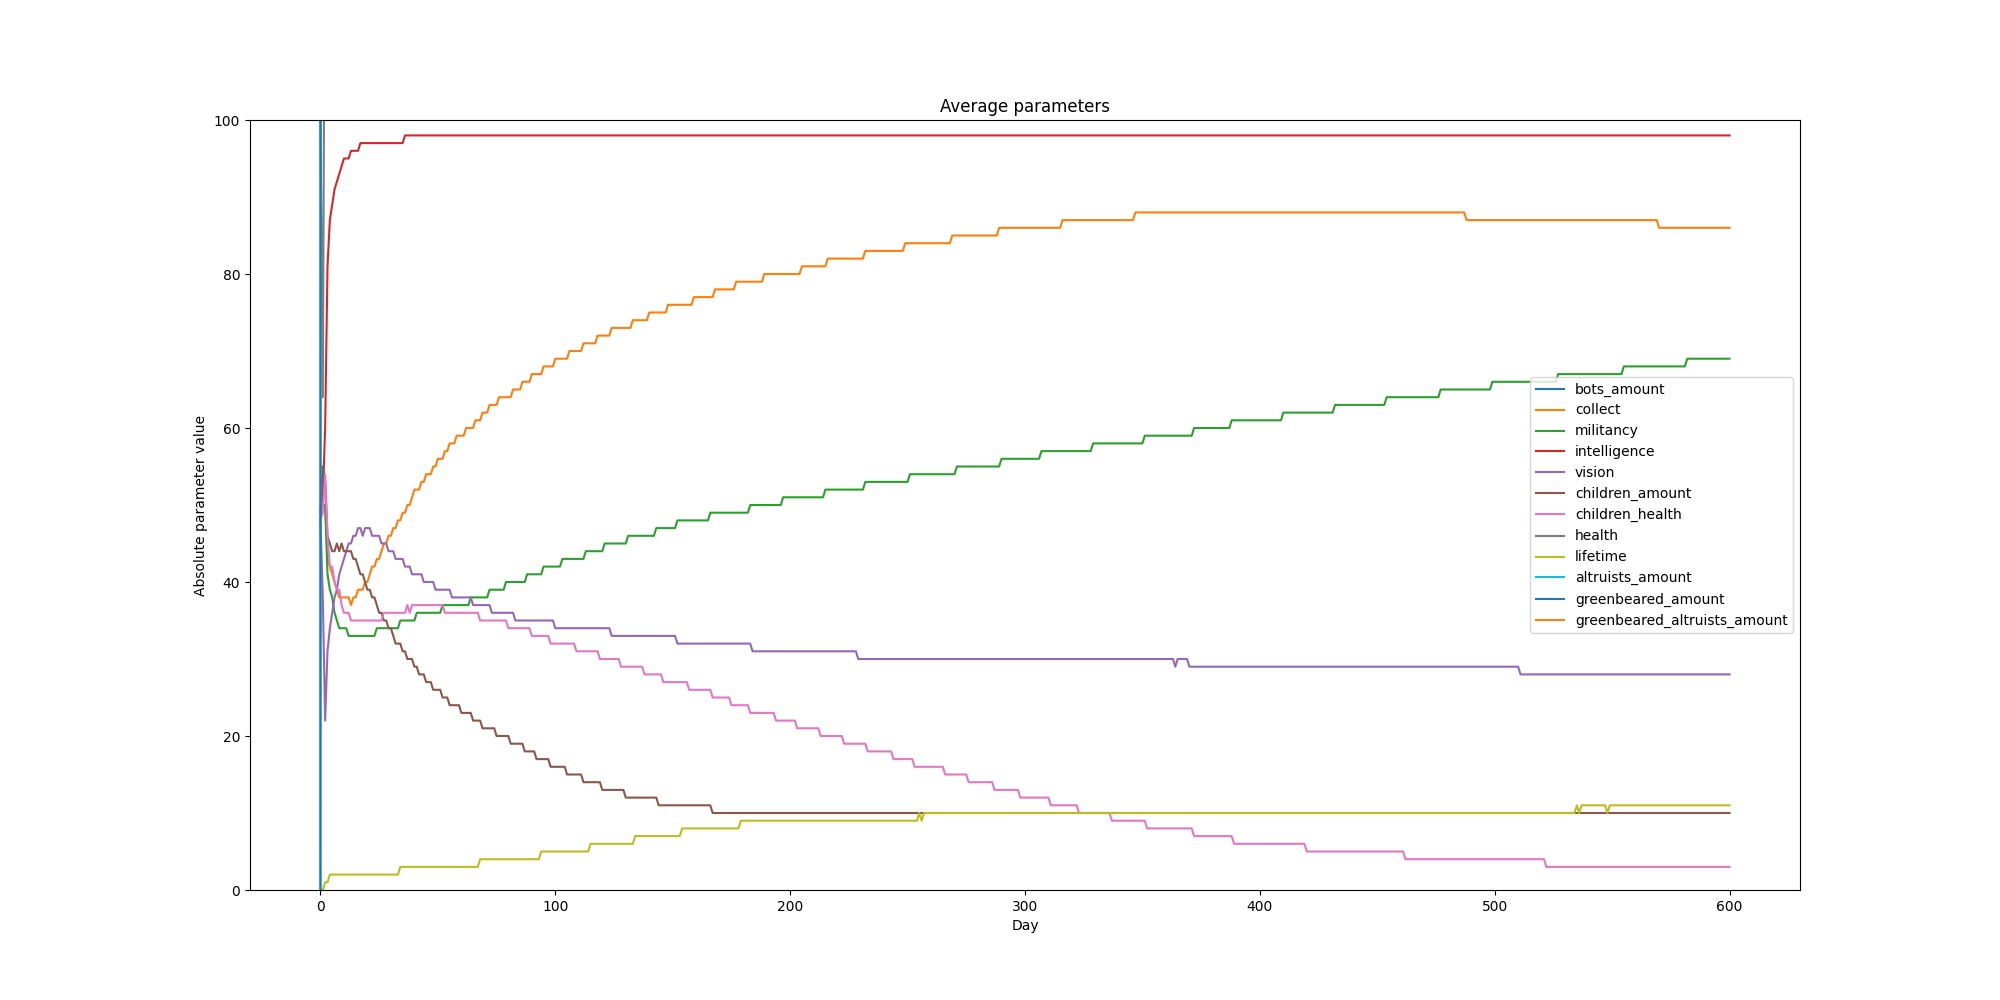 Average parameters
100
80
60
40
20
0
Absolute parameter value
0 100 200 300 400 500 600
Day
bots_amount
collect
militancy
intelligence
vision
children_amount
children_health
health
lifetime
altruists_amount
greenbeared_amount
greenbeared_altruists_amount